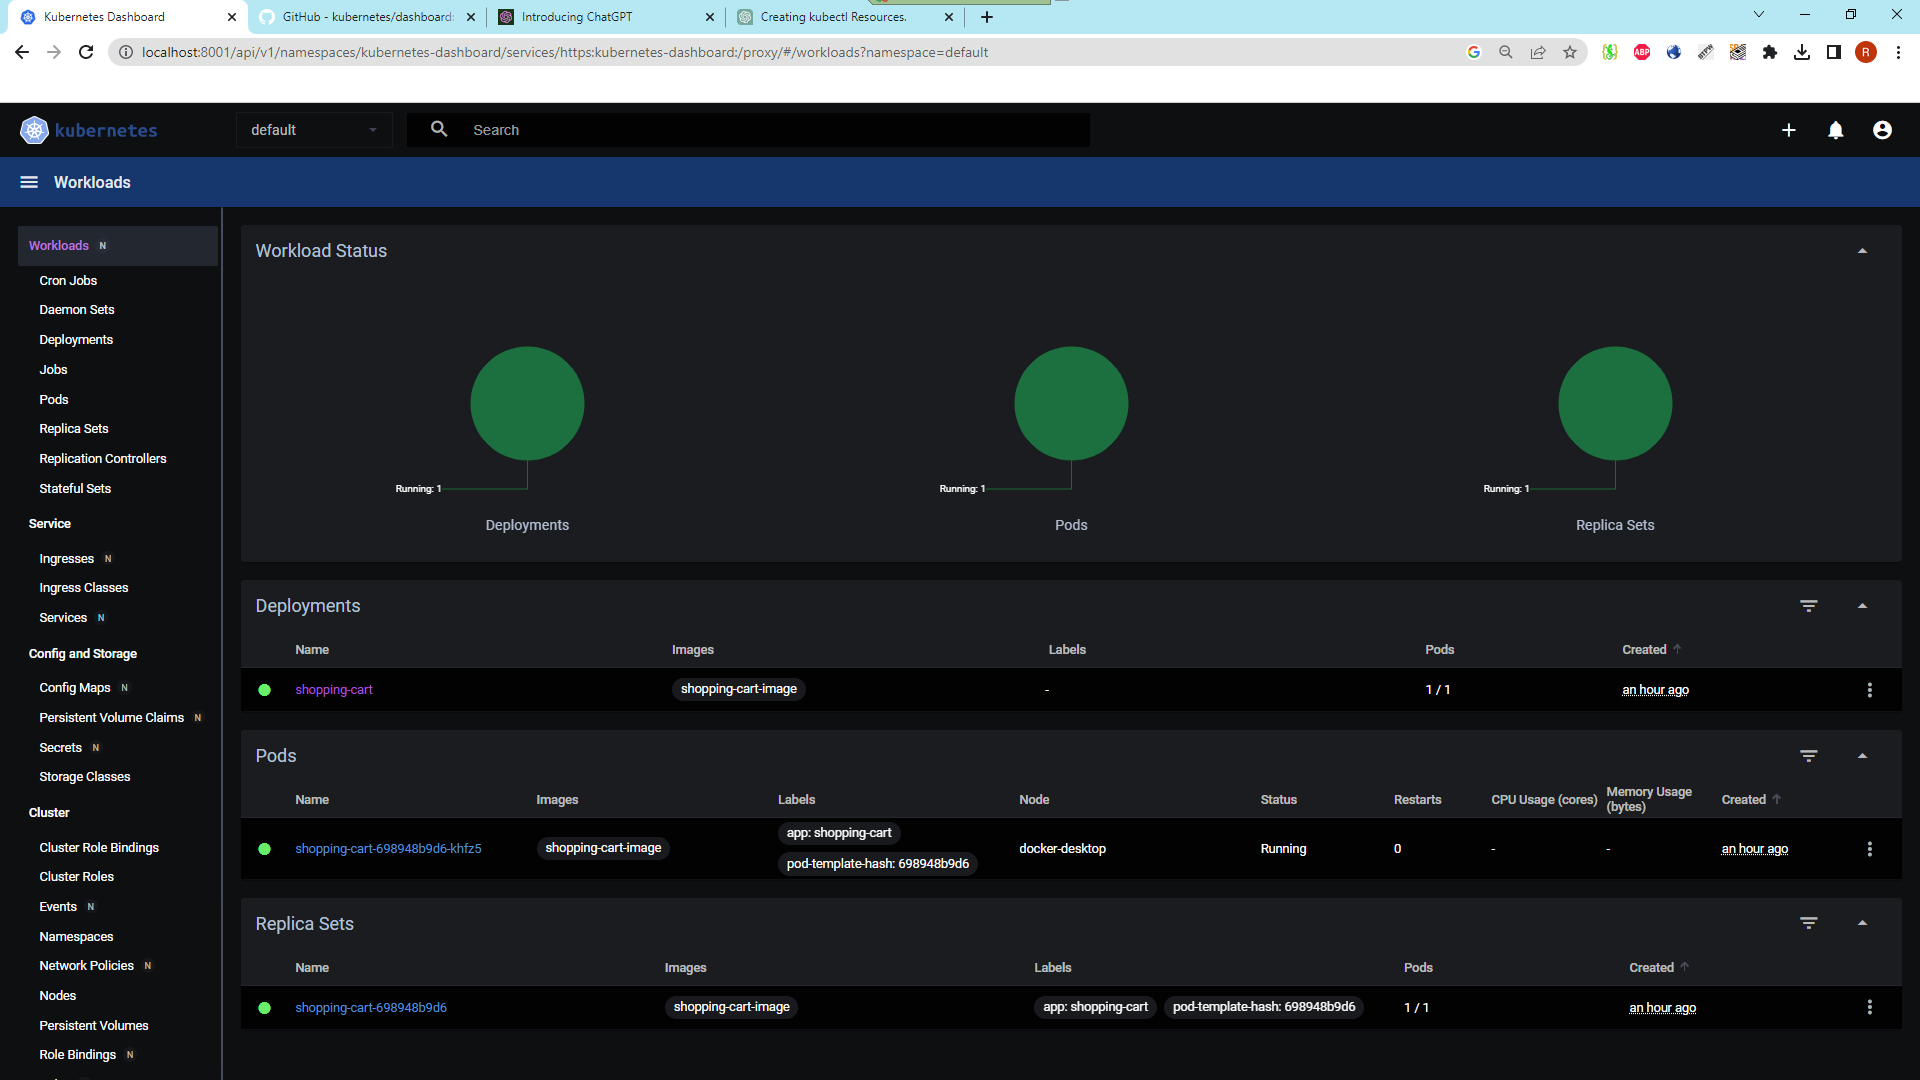 Kubernetes Dashboard
GitHub - kubernetes/dashboard:
Introducing ChatGPT
Creating kubectl Resources.
localhost:8001/api/v1/namespaces/kubernetes-dashboard/services/https:kubernetes-dashboard:/proxy/#/workloads?namespace=default
ABP
R
kubernetes
default
Search
Workloads
Workloads N
Cron Jobs
Daemon Sets
Deployments
Jobs
Pods
Replica Sets
Replication Controllers
Stateful Sets
Service
Ingresses N
Ingress Classes
Services N
Config and Storage
Config Maps N
Persistent Volume Claims N
Secrets N
Storage Classes
Cluster
Cluster Role Bindings
Cluster Roles
Events N
Namespaces
Network Policies N
Nodes
Persistent Volumes
Role Bindings N
Workload Status
Running: 1
Deployments
Running: 1
Pods
Running: 1
Replica Sets
Deployments
Name Images Labels Pods Created
shopping-cart shopping-cart-image - 1 / 1 an hour ago
Pods
Name Images Labels Node Status Restarts CPU Usage (cores) Memory Usage (bytes) Created
shopping-cart-698948b9d6-khfz5 shopping-cart-image app: shopping-cart docker-desktop Running 0 - - an hour ago
pod-template-hash: 698948b9d6
Replica Sets
Name Images Labels Pods Created
shopping-cart-698948b9d6 shopping-cart-image app: shopping-cart pod-template-hash: 698948b9d6 1 / 1 an hour ago